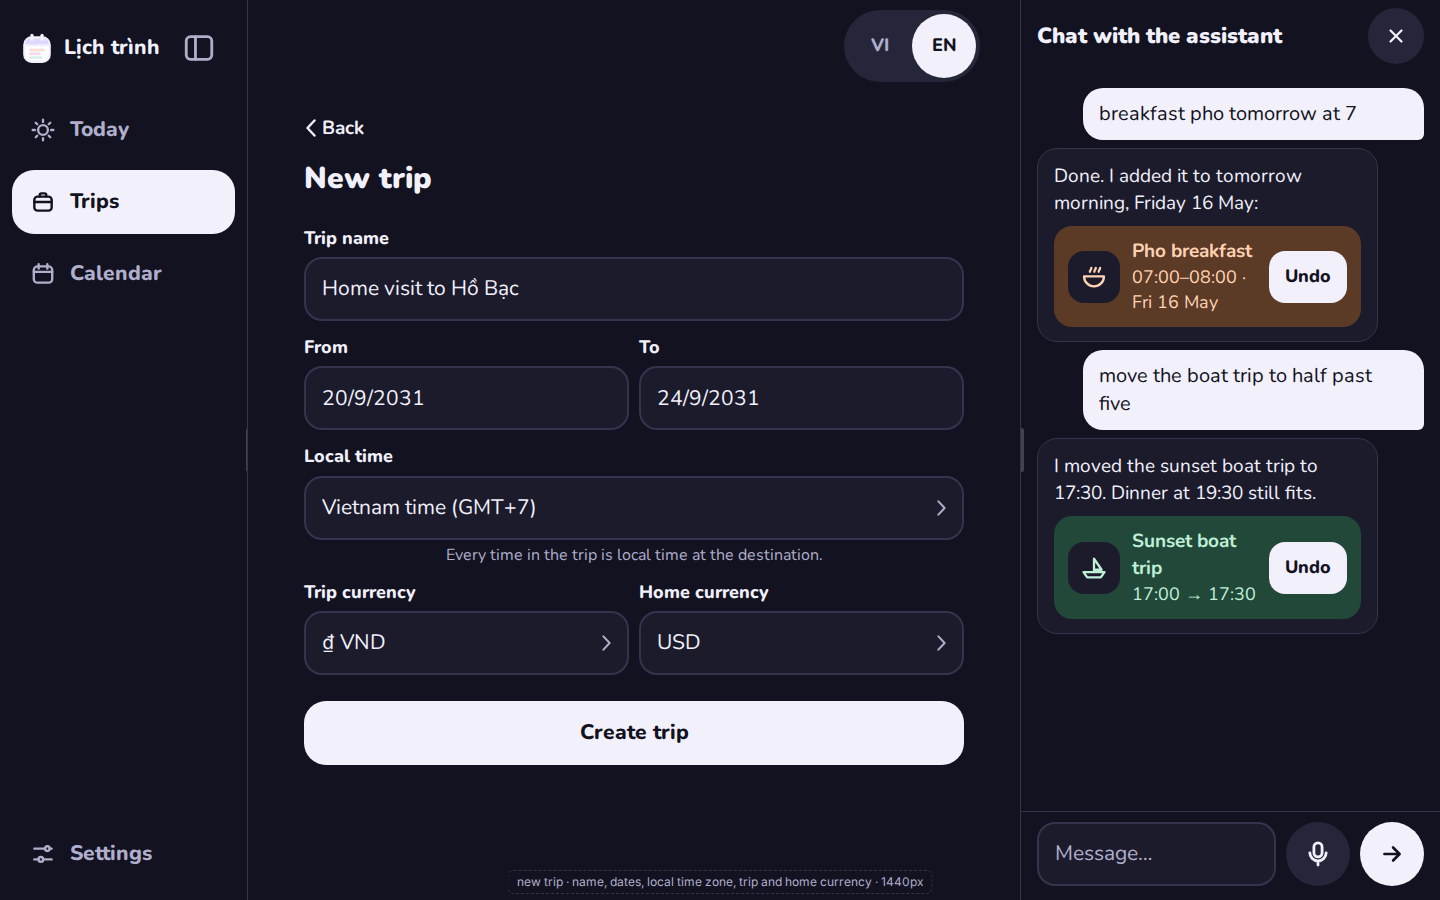 Lịch trình
Today
Trips
Calendar
Settings
VI
EN
Back
New trip
Trip name
Home visit to Hồ Bạc
From
To
20/9/2031
24/9/2031
Local time
Vietnam time (GMT+7)
Every time in the trip is local time at the destination.
Trip currency
Home currency
₫ VND
USD
Create trip
new trip · name, dates, local time zone, trip and home currency · 1440px
Chat with the assistant
breakfast pho tomorrow at 7
Done. I added it to tomorrow
morning, Friday 16 May:
Pho breakfast
07:00–08:00 ·
Fri 16 May
Undo
move the boat trip to half past
five
I moved the sunset boat trip to
17:30. Dinner at 19:30 still fits.
Sunset boat
trip
17:00 → 17:30
Undo
Message...